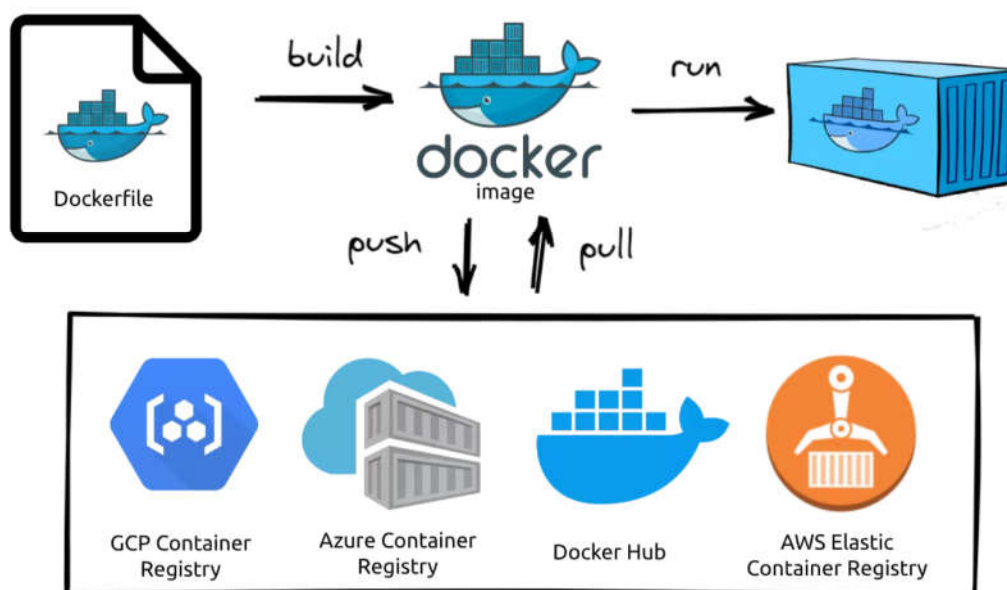 build
run
Dockerfile
docker
image
push
pull
GCP Container
Registry
Azure Container
Registry
Docker Hub
AWS Elastic
Container Registry